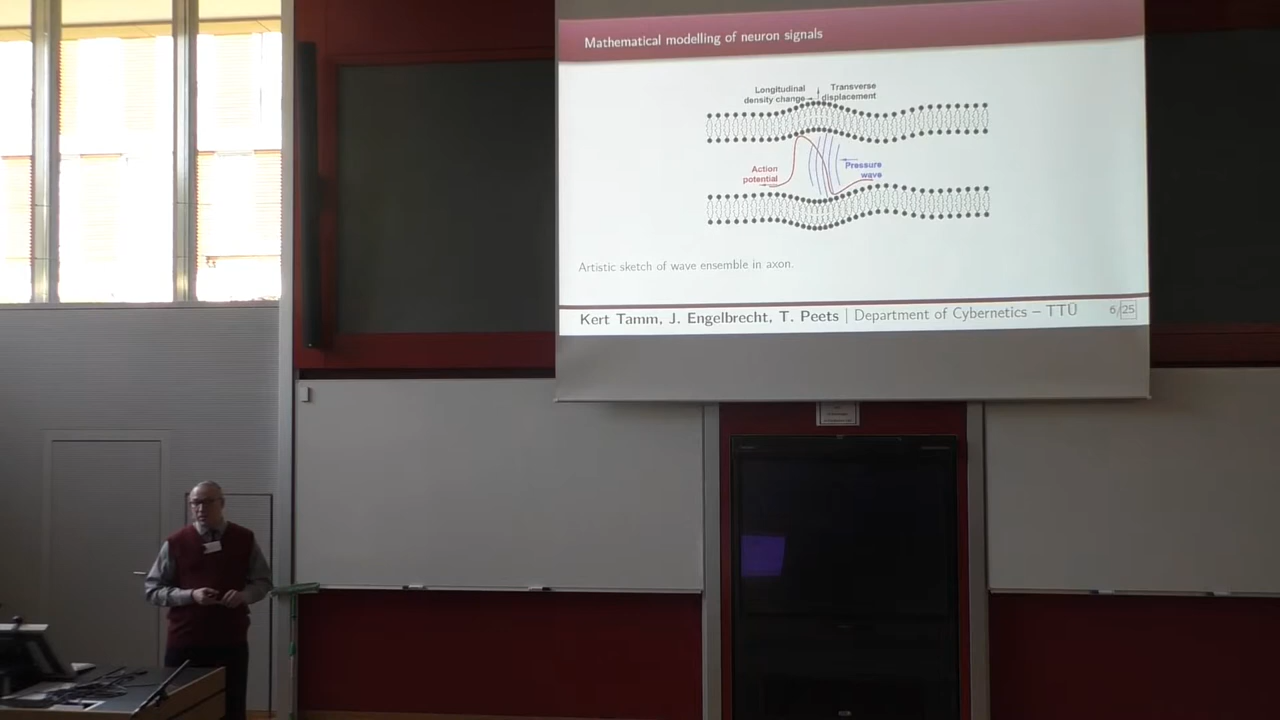 Mathematical modelling of neuron signals
Longitudinal
density change
Transverse
displacement
Action
potential
Pressure
wave
Artistic sketch of wave ensemble in axon.
Kert Tamm, J. Engelbrecht, T. Peets | Department of Cybernetics – TTÜ 6/25